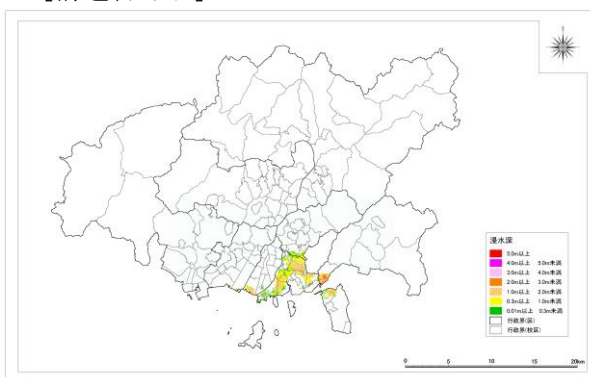 浸水深
5.0m以上
4.0m以上 5.0m未満
3.0m以上 4.0m未満
2.0m以上 3.0m未満
1.0m以上 2.0m未満
0.3m以上 1.0m未満
0.01m以上 0.3m未満
行政界(区)
行政界(校区)
0 5 10 15 20km